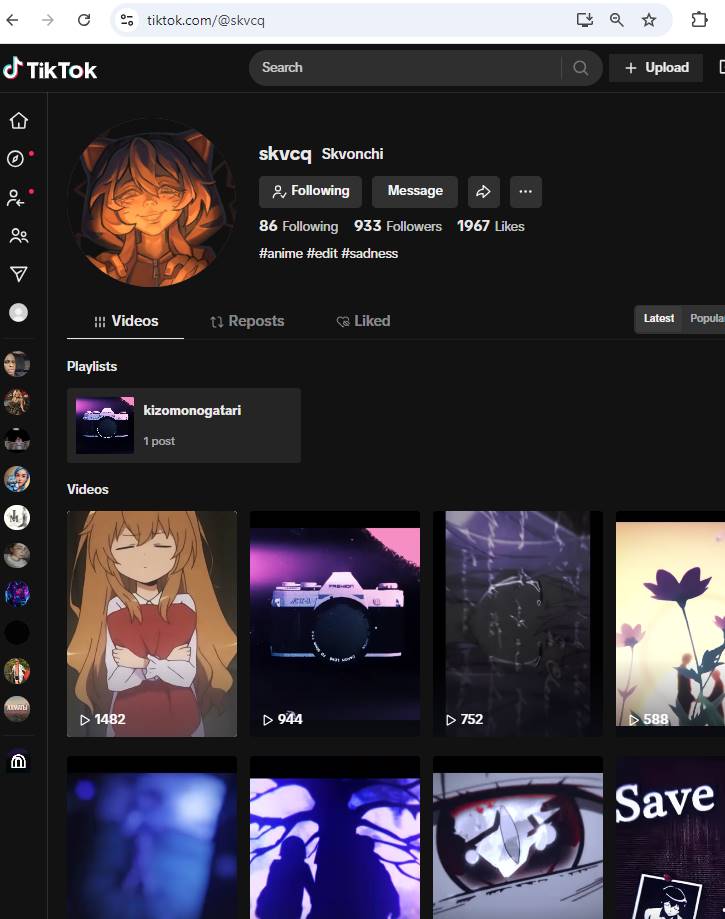 tiktok.com/@skvcq
TikTok
Search
Upload
skvcq Skvonchi
Following
Message
86 Following 933 Followers 1967 Likes
#anime #edit #sadness
Videos
Reposts
Liked
Latest
Popula
Playlists
kizomonogatari
1 post
Videos
FASHION
1482
944
752
588
Save